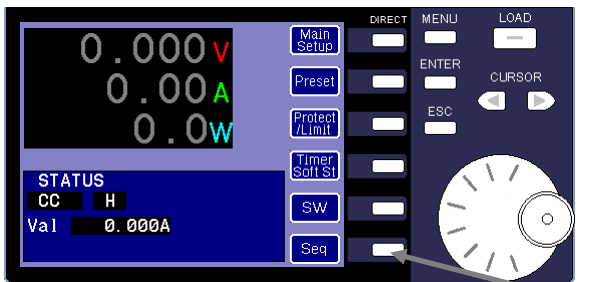 DIRECT
MENU
LOAD
0.000V
0.00A
0.0W
Main
Setup
Preset
Protect
/Limit
Timer
Soft St
SW
Seq
ENTER
CURSOR
ESC
STATUS
CC H
Val 0.000A